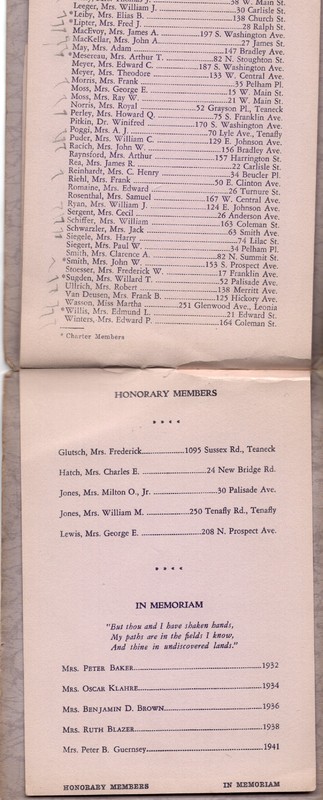 38 W. Main St.
Leeger, Mrs. William J. 30 Carlisle St.
*Leiby, Mrs. Elias B. 138 Church St.
*Lipter, Mrs. Fred J. 28 Ralph St.
MacEvoy, Mrs. James A. 197 S. Washington Ave.
MacKellar, Mrs. John A. 27 James St.
May, Mrs. Adam 147 Bradley Ave.
*Mesereau, Mrs. Arthur T. 82 N. Stoughton St.
Meyer, Mrs. Edward C. 187 S. Washington Ave.
Meyer, Mrs. Theodore 133 W. Central Ave.
Morris, Mrs. Frank 35 Pelham Pl.
Moss, Mrs. George E. 15 W. Main St.
Moss, Mrs. Ray W. 21 W. Main St.
Norris, Mrs. Royal 52 Grayson Pl., Teaneck
*Perley, Mrs. Howard Q. 75 S. Franklin Ave.
Pitkin, Dr. Winifred 170 S. Washington Ave.
Poggi, Mrs. A. J. 70 Lyle Ave., Tenafly
Puder, Mrs. William C. 129 E. Johnson Ave.
Racich, Mrs. John W. 156 Bradley Ave.
Raynsford, Mrs. Arthur 157 Harrington St.
Rea, Mrs. James R. 22 Carlisle St.
Reinhardt, Mrs. C. Henry 34 Beucler Pl.
Riehl, Mrs. Frank 50 E. Clinton Ave.
Romaine, Mrs. Edward 26 Turnure St.
Rosenthal, Mrs. Samuel 167 W. Central Ave.
Ryan, Mrs. William J. 124 E. Johnson Ave.
Sergent, Mrs. Cecil 26 Anderson Ave.
Schiffer, Mrs. William 163 Coleman St.
Schwarzler, Mrs. Jack 63 Smith Ave.
Siegele, Mrs. Harry 74 Lilac St.
Siegert, Mrs. Paul W. 34 Pelham Pl.
Smith, Mrs. Clarence A. 82 N. Summit St.
*Smith, Mrs. John W. 153 S. Prospect Ave.
Stoesser, Mrs. Frederick W. 17 Franklin Ave.
*Sugden, Mrs. Willard T. 52 Palisade Ave.
Ullrich, Mrs. Robert 138 Merritt Ave.
Van Deusen, Mrs. Frank B. 125 Hickory Ave.
Wasson, Miss Martha 251 Glenwood Ave., Leonia
*Willis, Mrs. Edmund L. 21 Edward St.
Winters, Mrs. Edward P. 164 Coleman St.
* Charter Members
HONORARY MEMBERS
* * * *
Glutsch, Mrs. Frederick 1095 Sussex Rd., Teaneck
Hatch, Mrs. Charles E. 24 New Bridge Rd.
Jones, Mrs. Milton O., Jr. 30 Palisade Ave.
Jones, Mrs. William M. 250 Tenafly Rd., Tenafly
Lewis, Mrs. George E. 208 N. Prospect Ave.
* * * *
IN MEMORIAM
"But thou and I have shaken hands,
My paths are in the fields I know,
And thine in undiscovered lands."
MRS. PETER BAKER 1932
MRS. OSCAR KLAHRE 1934
MRS. BENJAMIN D. BROWN 1936
MRS. RUTH BLAZER 1938
Mrs. Peter B. Guernsey 1941
HONORARY MEMBERS IN MEMORIAM